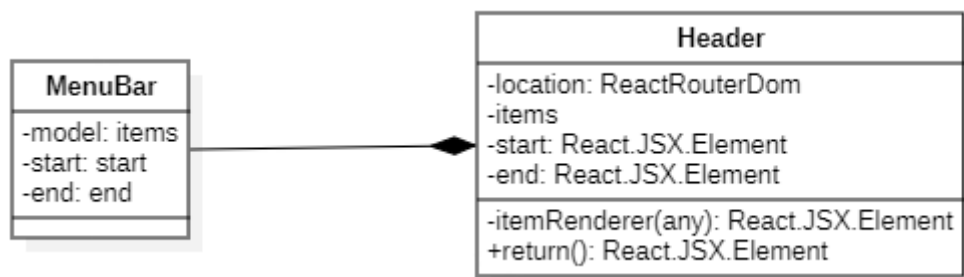 MenuBar
-model: items
-start: start
-end: end
Header
-location: ReactRouterDom
-items
-start: React.JSX.Element
-end: React.JSX.Element
-itemRenderer(any): React.JSX.Element
+return(): React.JSX.Element